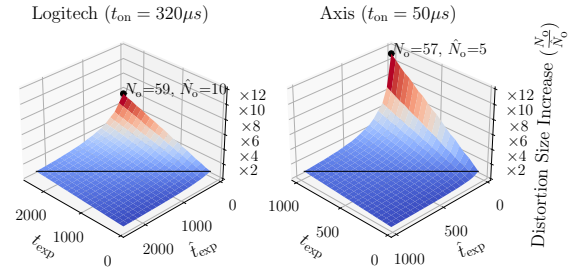 Logitech (t_on = 320μs)
Axis (t_on = 50μs)
N_o=59, N̂_o=10
N_o=57, N̂_o=5
×12
×10
×8
×6
×4
×2
×12
×10
×8
×6
×4
×2
2000
1000
0
t_exp
2000
1000
0
t̂_exp
1000
500
0
t_exp
1000
500
0
t̂_exp
Distortion Size Increase (N_o/N̂_o)